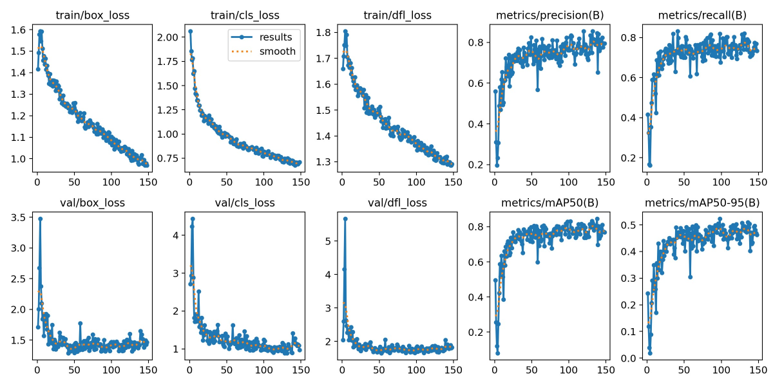 train/box_loss
train/cls_loss
train/dfl_loss
metrics/precision(B)
metrics/recall(B)
1.6
1.5
1.4
1.3
1.2
1.1
1.0
0 50 100 150
2.00
1.75
1.50
1.25
1.00
0.75
0 50 100 150
results
smooth
1.8
1.7
1.6
1.5
1.4
1.3
0 50 100 150
0.8
0.6
0.4
0.2
0 50 100 150
0.8
0.6
0.4
0.2
0 50 100 150
val/box_loss
val/cls_loss
val/dfl_loss
metrics/mAP50(B)
metrics/mAP50-95(B)
3.5
3.0
2.5
2.0
1.5
0 50 100 150
4
3
2
1
0 50 100 150
5
4
3
2
0 50 100 150
0.8
0.6
0.4
0.2
0 50 100 150
0.5
0.4
0.3
0.2
0.1
0.0
0 50 100 150